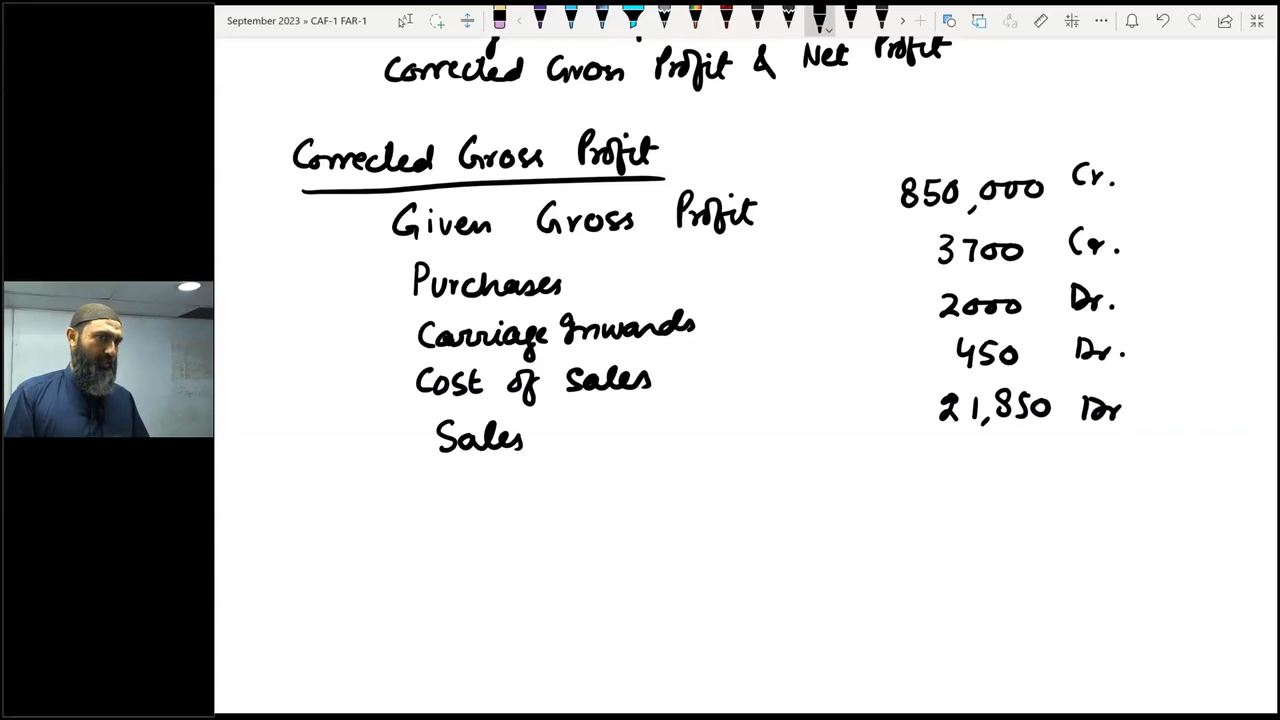 September 2023 » CAF-1 FAR-1
Corrected Gross Profit & Net Profit
Corrected Gross Profit
Given Gross Profit 850,000 Cr.
Purchases 3700 Cr.
Carriage Inwards 2000 Dr.
Cost of Sales 450 Dr.
Sales 21,850 Dr